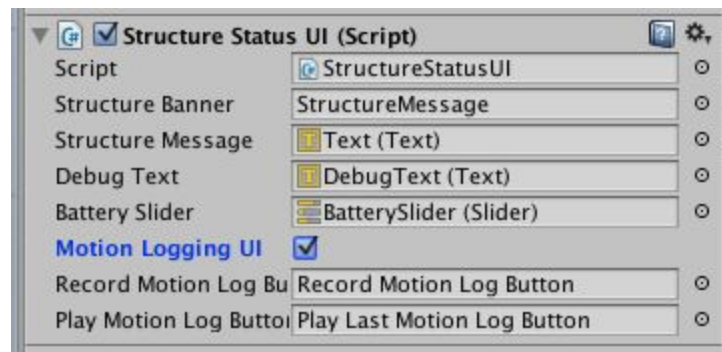 Structure Status UI (Script)
Script StructureStatusUI
Structure Banner StructureMessage
Structure Message Text (Text)
Debug Text DebugText (Text)
Battery Slider BatterySlider (Slider)
Motion Logging UI
Record Motion Log Bu Record Motion Log Button
Play Motion Log Butto Play Last Motion Log Button